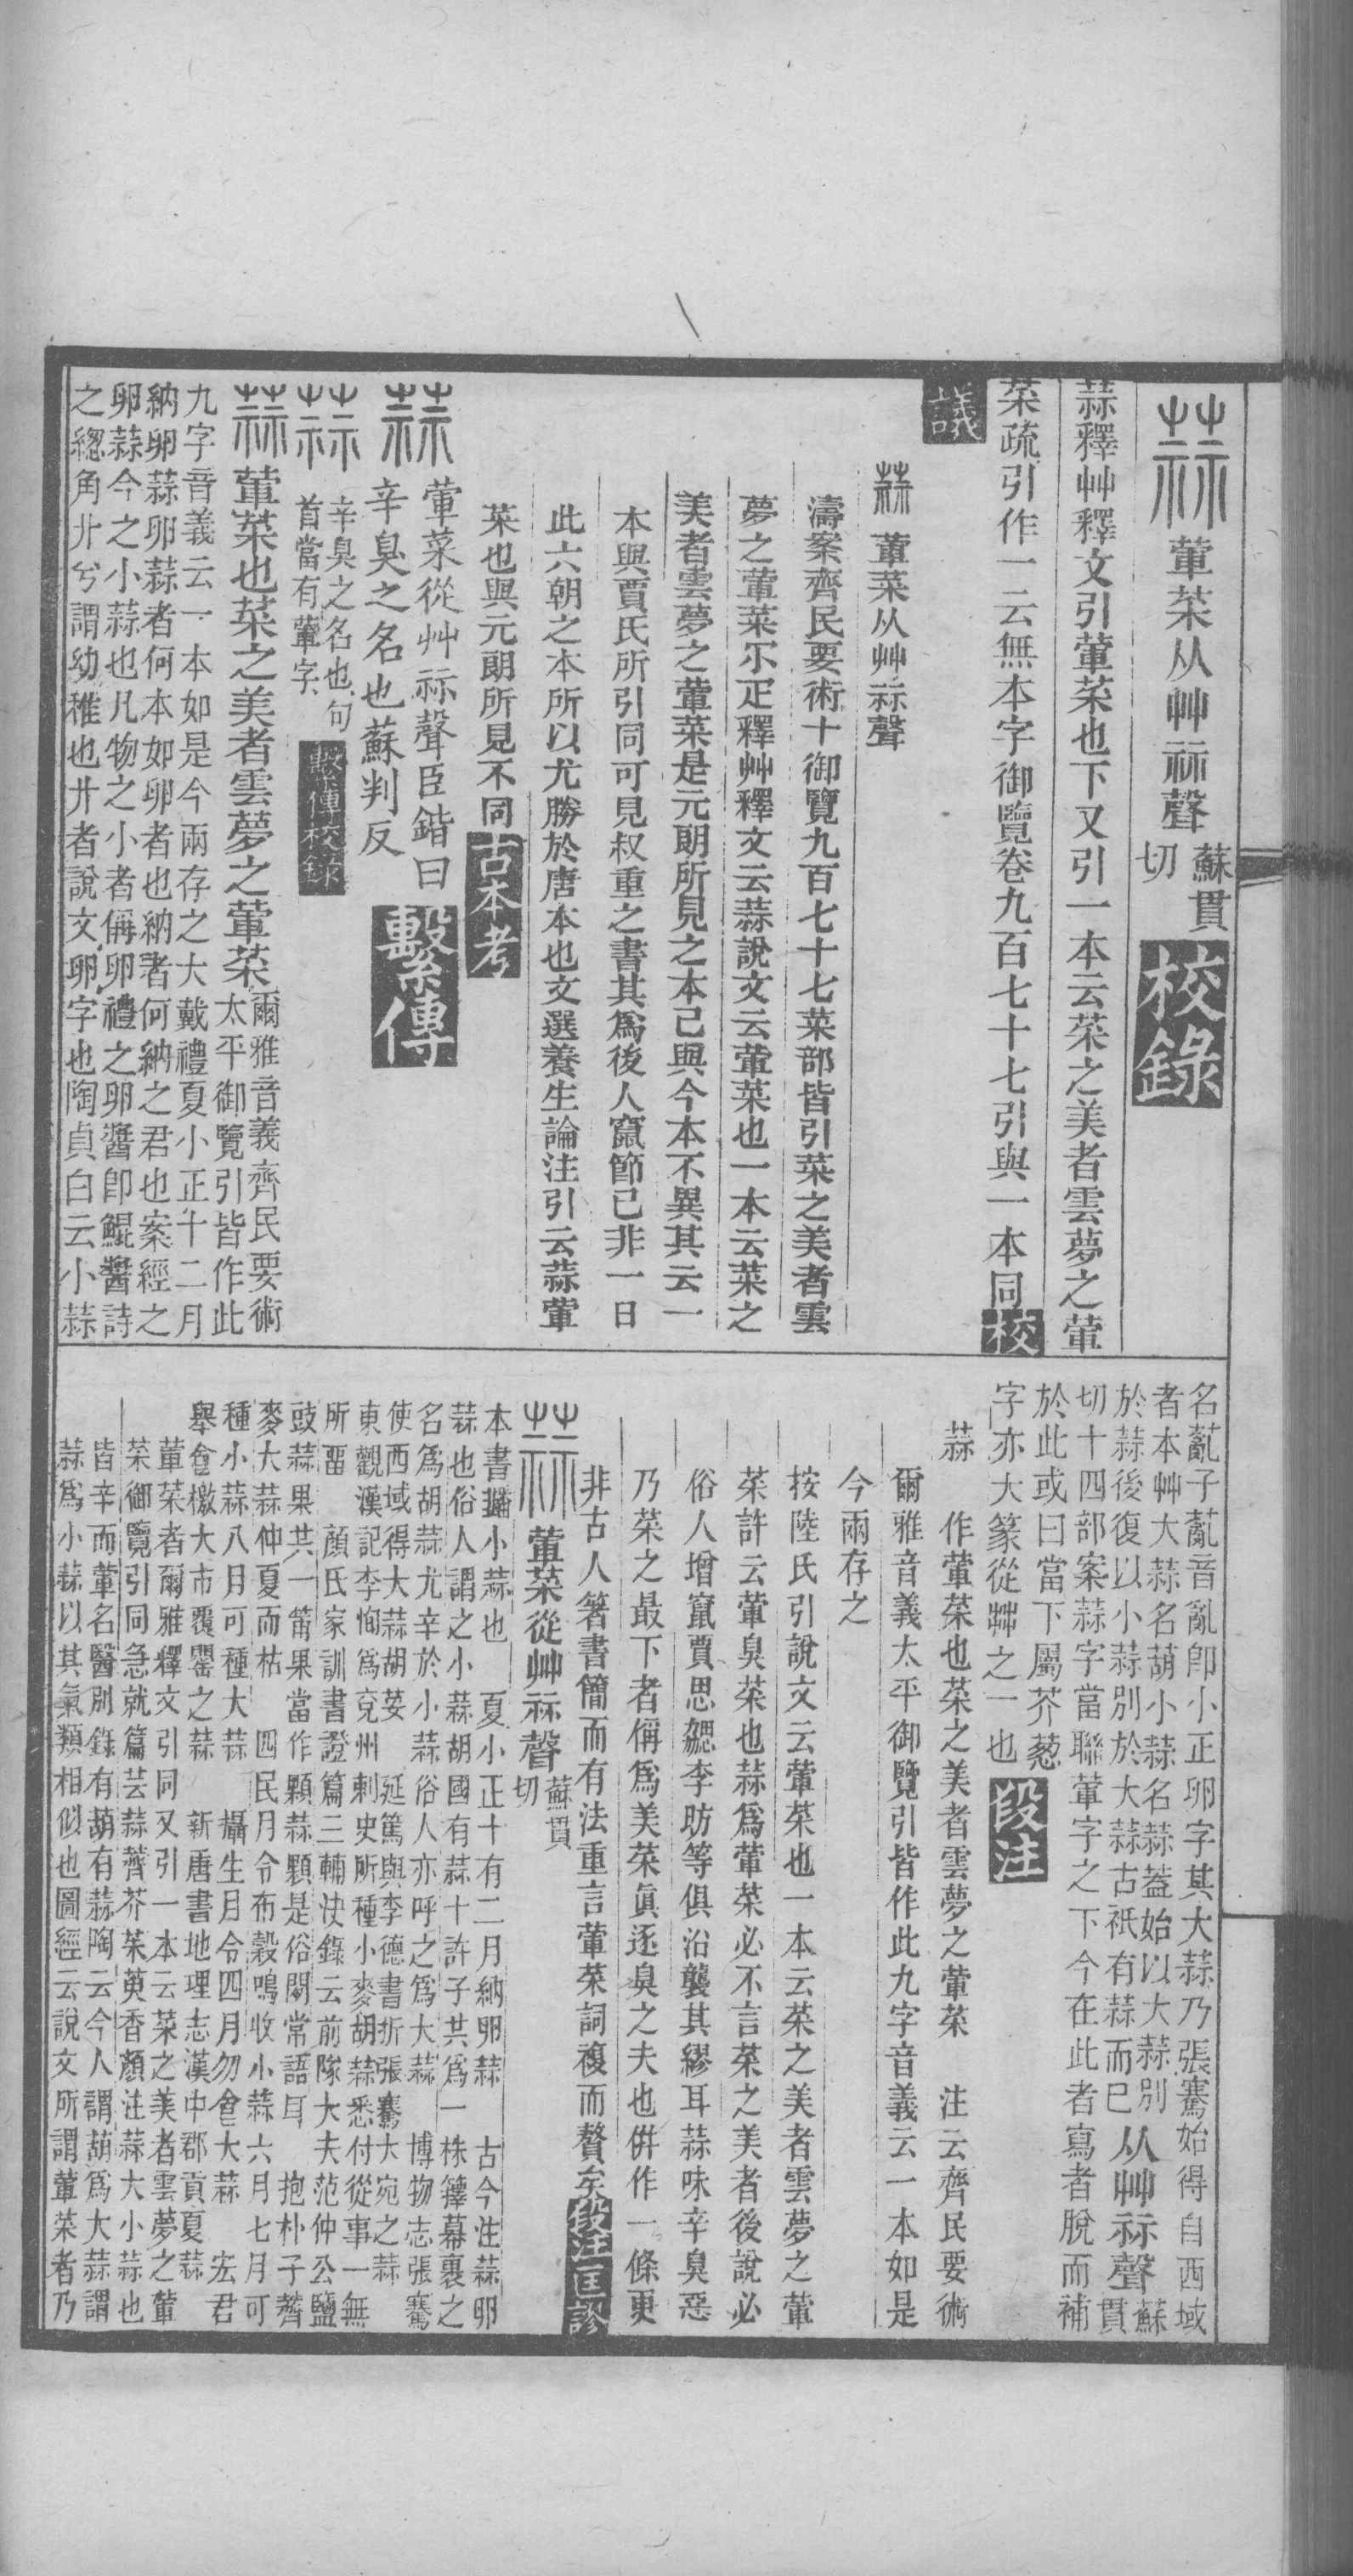 蒜 葷菜从艸祘聲蘇貫切 校錄
蒜釋艸釋文引葷菜也下又引一本云菜之美者雲夢之葷
菜疏引作一云無本字御覽卷九百七十七引與一本同 校
議
蒜 葷菜从艸祘聲
濤案齊民要術十御覽九百七十七菜部皆引菜之美者雲
夢之葷菜尔疋釋艸釋文云蒜說文云葷菜也一本云菜之
美者雲夢之葷菜是元朗所見之本已與今本不異其云一
本與賈氏所引同可見叔重之書其爲後人竄節已非一日
此六朝之本所以尤勝於唐本也文選養生論注引云蒜葷
菜也與元朗所見不同 古本考
蒜 葷菜從艸祘聲臣鍇曰
辛臭之名也蘇判反 繫傳
蒜 辛臭之名也句
首當有葷字 繫傳校錄
蒜 葷菜也菜之美者雲夢之葷菜 爾雅音義齊民要術
太平御覽引皆作此
九字音義云一本如是今兩存之大戴禮夏小正十二月
納卵蒜卵蒜者何本如卵者也納者何納之君也案經之
卵蒜今之小蒜也凡物之小者偁卵禮之卵醬卽鯤醬詩
之緫角丱兮謂幼稚也丱者說文卵字也陶貞白云小蒜
名薍子薍音亂卽小正卵字其大蒜乃張騫始得自西域
者本艸大蒜名葫小蒜名蒜蓋始以大蒜別
於蒜後復以小蒜別於大蒜古祇有蒜而已 从艸祘聲 蘇貫
切十四部案蒜字當聯葷字之下今在此者寫者脫而補
於此或曰當下屬芥葱
字亦大篆從茻之一也 段注
蒜 作葷菜也菜之美者雲夢之葷菜 注云齊民要術
爾雅音義太平御覽引皆作此九字音義云一本如是
今兩存之
按陸氏引說文云葷菜也一本云菜之美者雲夢之葷
菜許云葷臭菜也蒜爲葷菜必不言菜之美者後說必
俗人增竄賈思勰李昉等俱沿襲其繆耳蒜味辛臭惡
乃菜之最下者偁爲美菜眞逐臭之夫也倂作一條更
非古人箸書簡而有法重言葷菜詞複而贅矣 段注匡謬
蒜 葷菜從艸祘聲 蘇貫切
本書䔉小蒜也 夏小正十有二月納卵蒜 古今注蒜卵
蒜也俗人謂之小蒜胡國有蒜十許子共爲一株籜幕裹之
名爲胡蒜尤辛於小蒜俗人亦呼之爲大蒜 博物志張騫
使西域得大蒜胡荽 延篤與李德書折張騫大宛之蒜
東觀漢記李恂爲兗州刺史所種小麥胡蒜悉付從事一無
所畱 顏氏家訓書證篇三輔決錄云前隊大夫范仲公鹽
豉蒜果共一筩果當作顆蒜顆是俗閒常語耳 抱朴子薺
麥大蒜仲夏而枯 四民月令布穀鳴收小蒜六月七月可
種小蒜八月可種大蒜 攝生月令四月勿食大蒜 宏君
舉食檄大市覆罌之蒜 新唐書地理志漢中郡貢夏蒜
葷菜者爾雅釋文引同又引一本云菜之美者雲夢之葷
菜御覽引同急就篇芸蒜薺芥茱萸香顏注蒜大小蒜也
皆辛而葷名醫別錄有葫有蒜陶云今人謂葫爲大蒜謂
蒜爲小蒜以其氣類相似也圖經云說文所謂葷菜者乃